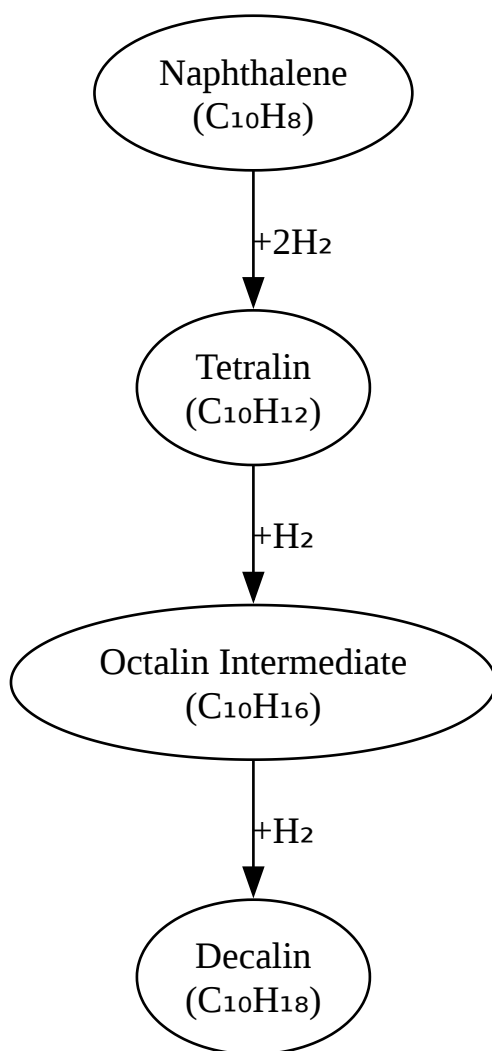 Naphthalene
(C₁₀H₈)
+2H₂
Tetralin
(C₁₀H₁₂)
+H₂
Octalin Intermediate
(C₁₀H₁₆)
+H₂
Decalin
(C₁₀H₁₈)